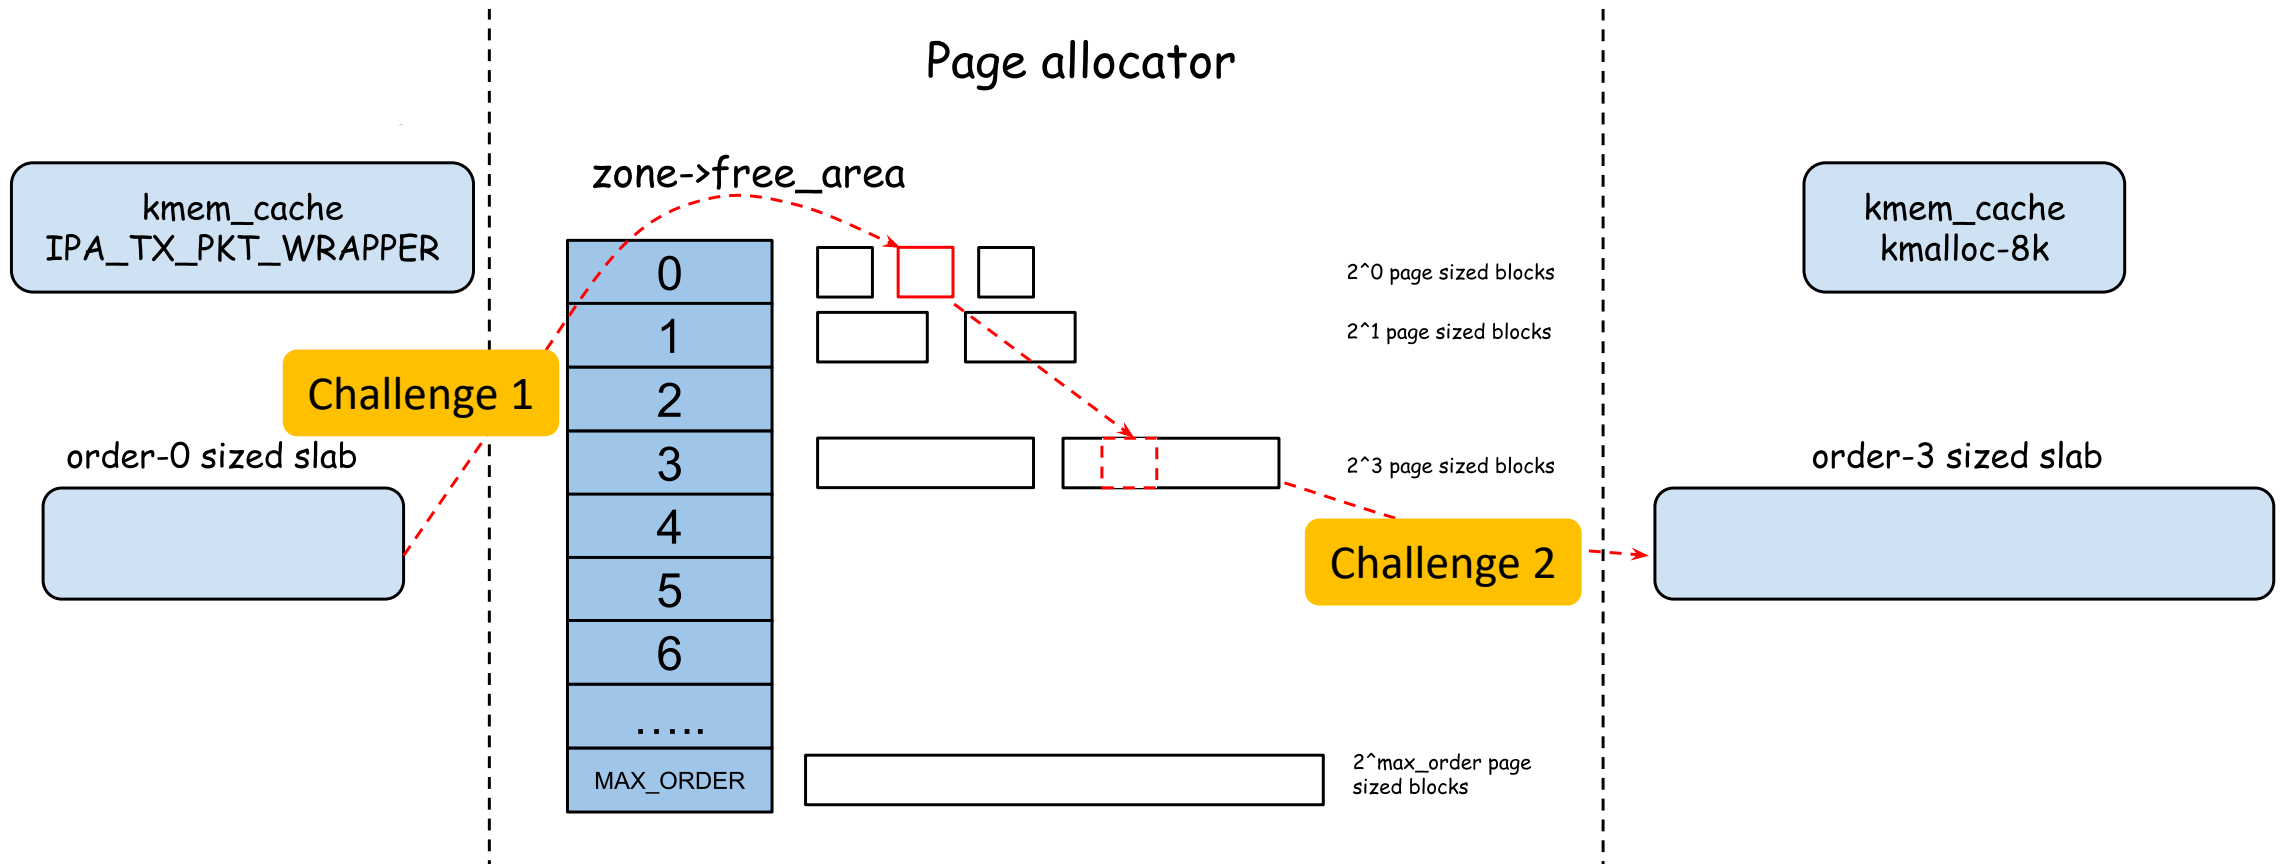 Page allocator
kmem_cache
IPA_TX_PKT_WRAPPER
order-0 sized slab
Challenge 1
zone->free_area
0
1
2
3
4
5
6
.....
MAX_ORDER
2^0 page sized blocks
2^1 page sized blocks
2^3 page sized blocks
2^max_order page
sized blocks
Challenge 2
kmem_cache
kmalloc-8k
order-3 sized slab